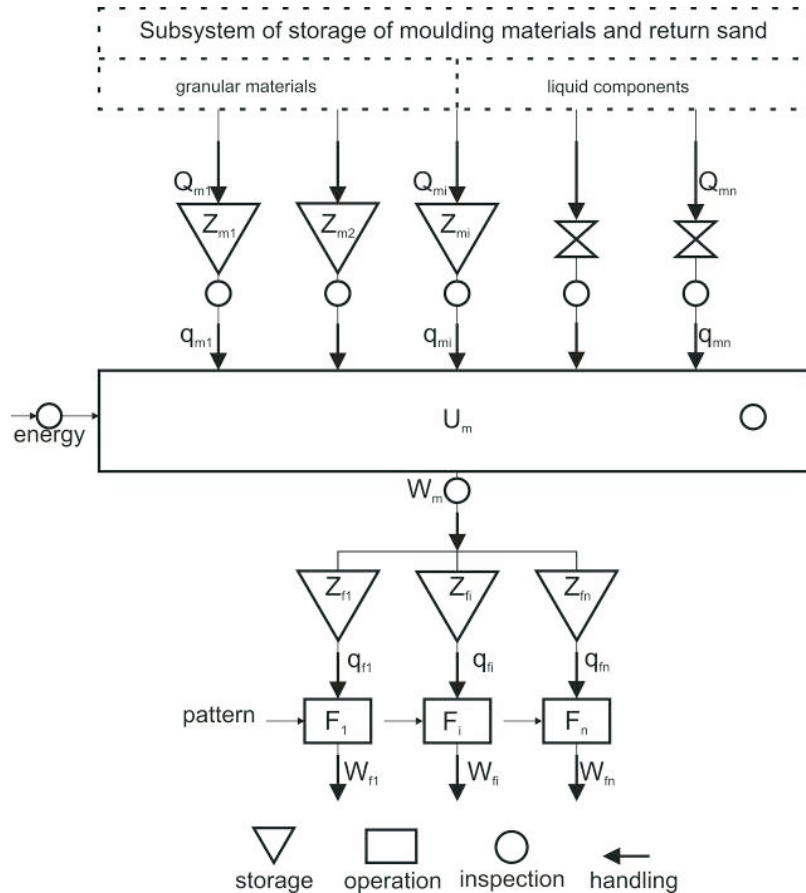 Subsystem of storage of moulding materials and return sand
granular materials liquid components
Qm1 Qmi Qmn
Zm1 Zm2 Zmi
qm1 qmi qmn
Um
energy
Wm
Zf1 Zfi Zfn
qf1 qfi qfn
pattern F1 Fi Fn
Wf1 Wfi Wfn
storage operation inspection handling